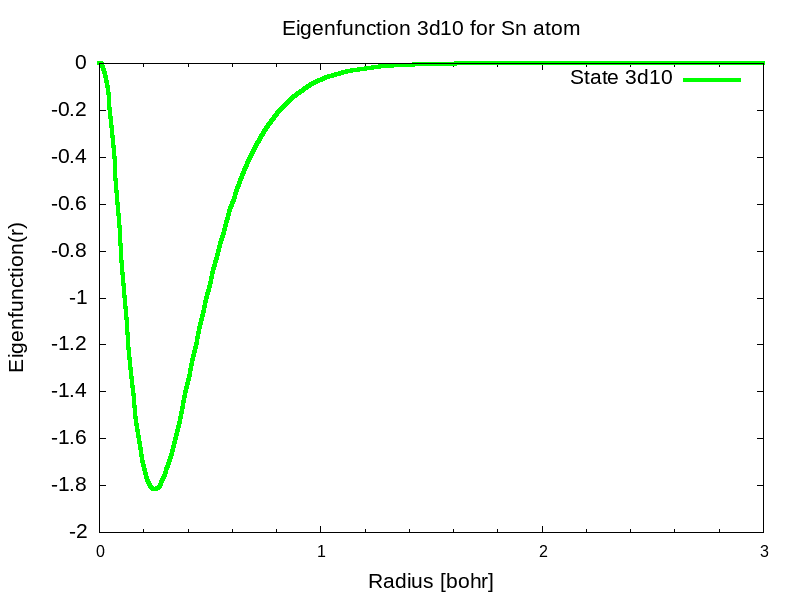 Eigenfunction 3d10 for Sn atom
State 3d10
0
-0.2
-0.4
-0.6
-0.8
-1
-1.2
-1.4
-1.6
-1.8
-2
Eigenfunction(r)
0 1 2 3
Radius [bohr]